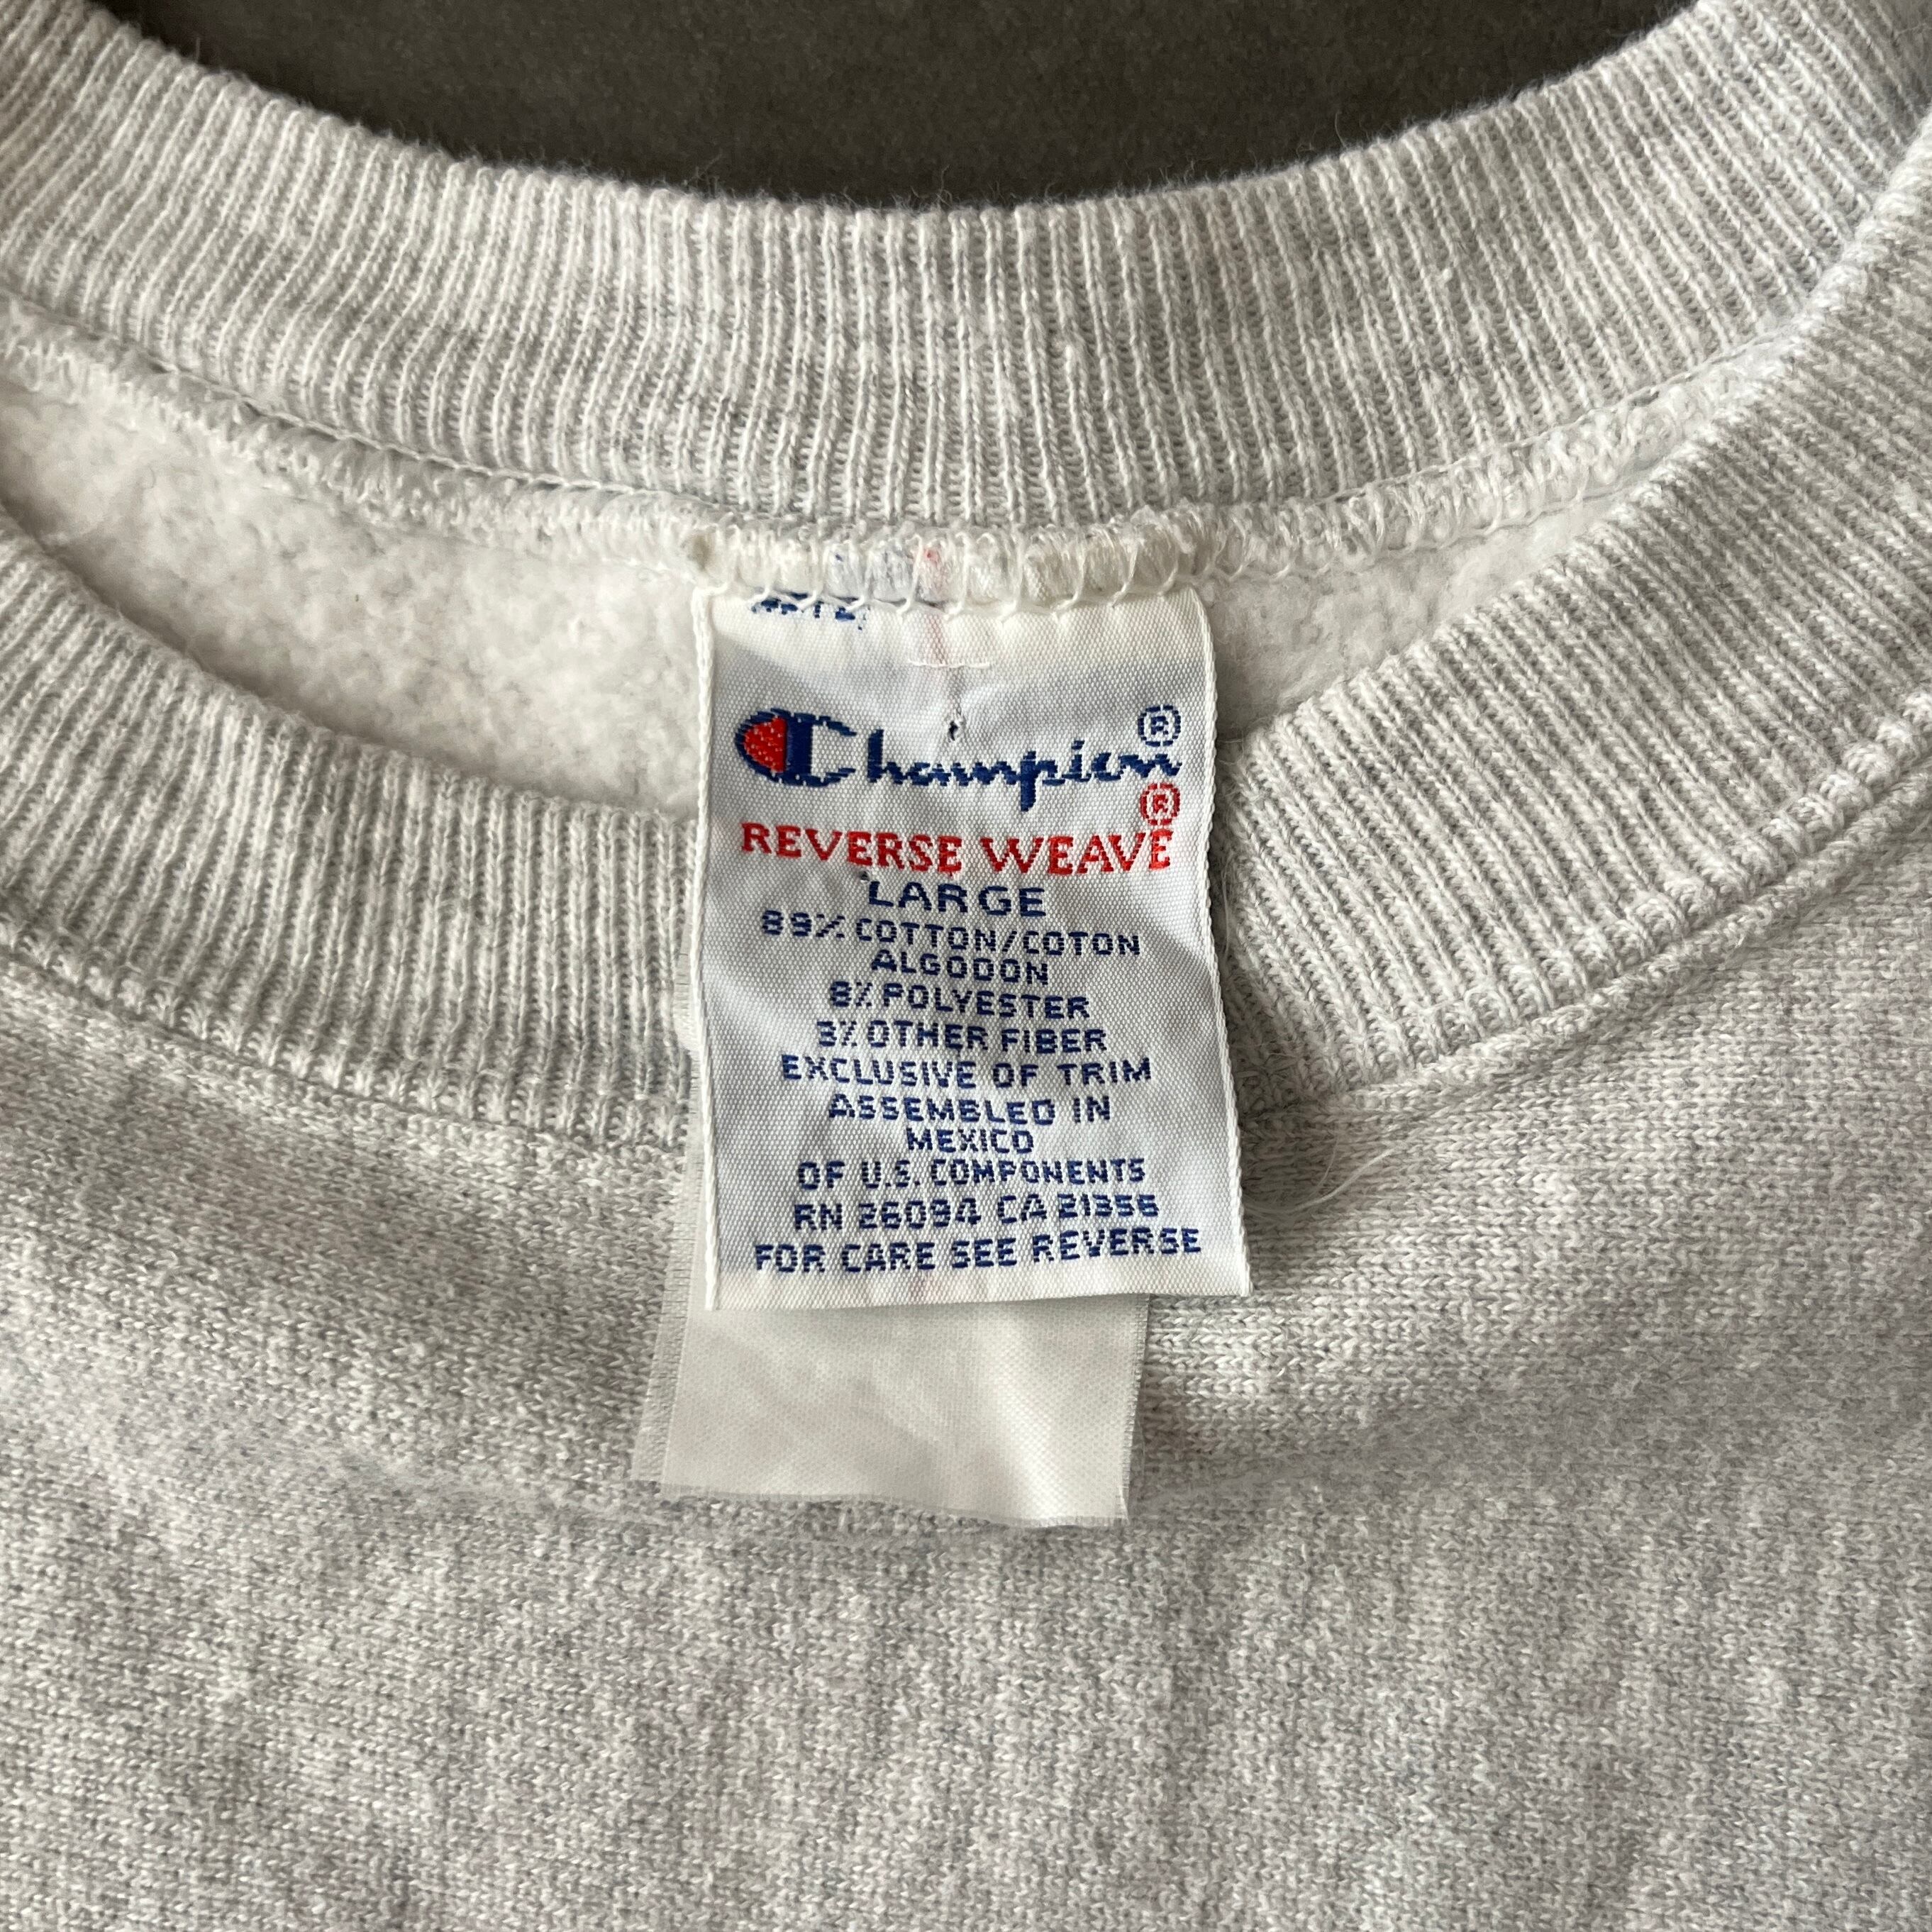 Champion®
REVERSE WEAVE®
LARGE
89% COTTON/COTON
ALGODON
8% POLYESTER
3% OTHER FIBER
EXCLUSIVE OF TRIM
ASSEMBLED IN
MEXICO
OF U.S. COMPONENTS
RN 26094 CA 21356
FOR CARE SEE REVERSE